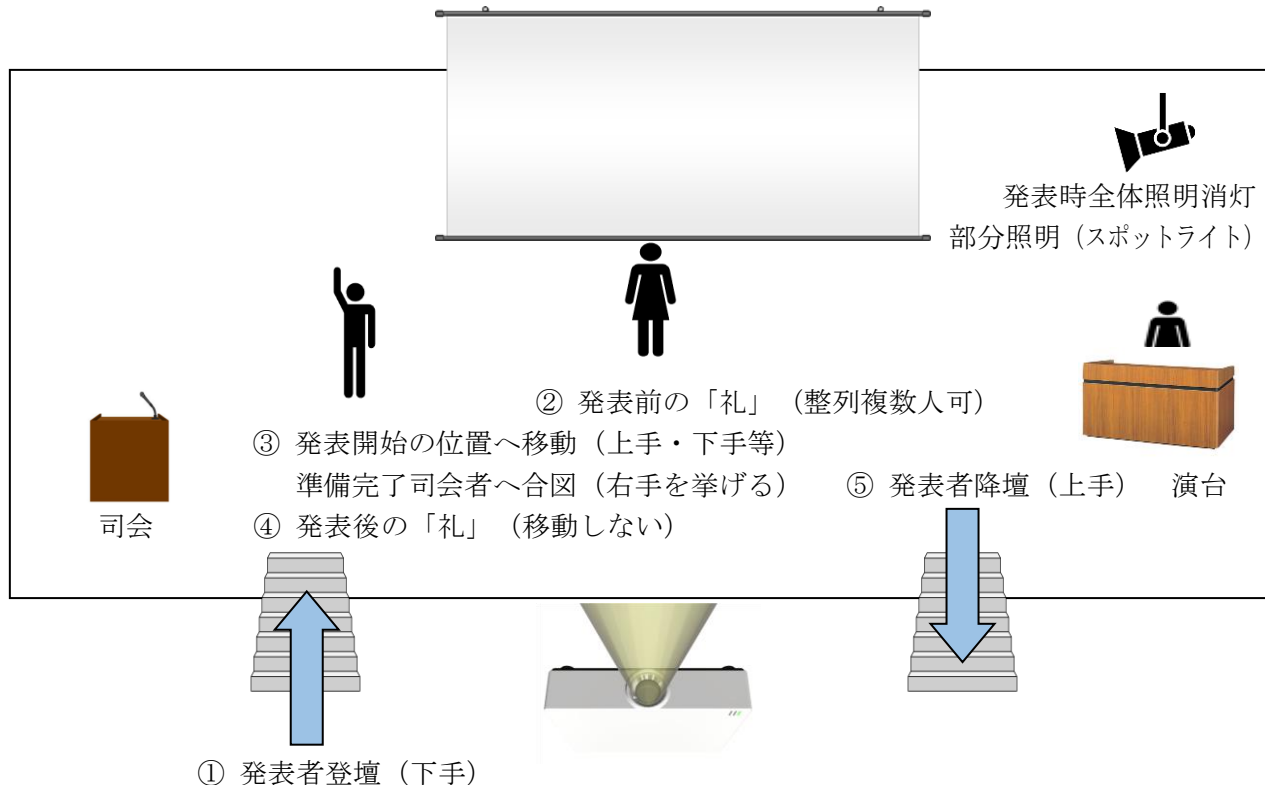 発表時全体照明消灯
部分照明（スポットライト）
② 発表前の「礼」（整列複数人可）
③ 発表開始の位置へ移動（上手・下手等）
準備完了司会者へ合図（右手を挙げる）
⑤ 発表者降壇（上手）
演台
司会
④ 発表後の「礼」（移動しない）
① 発表者登壇（下手）